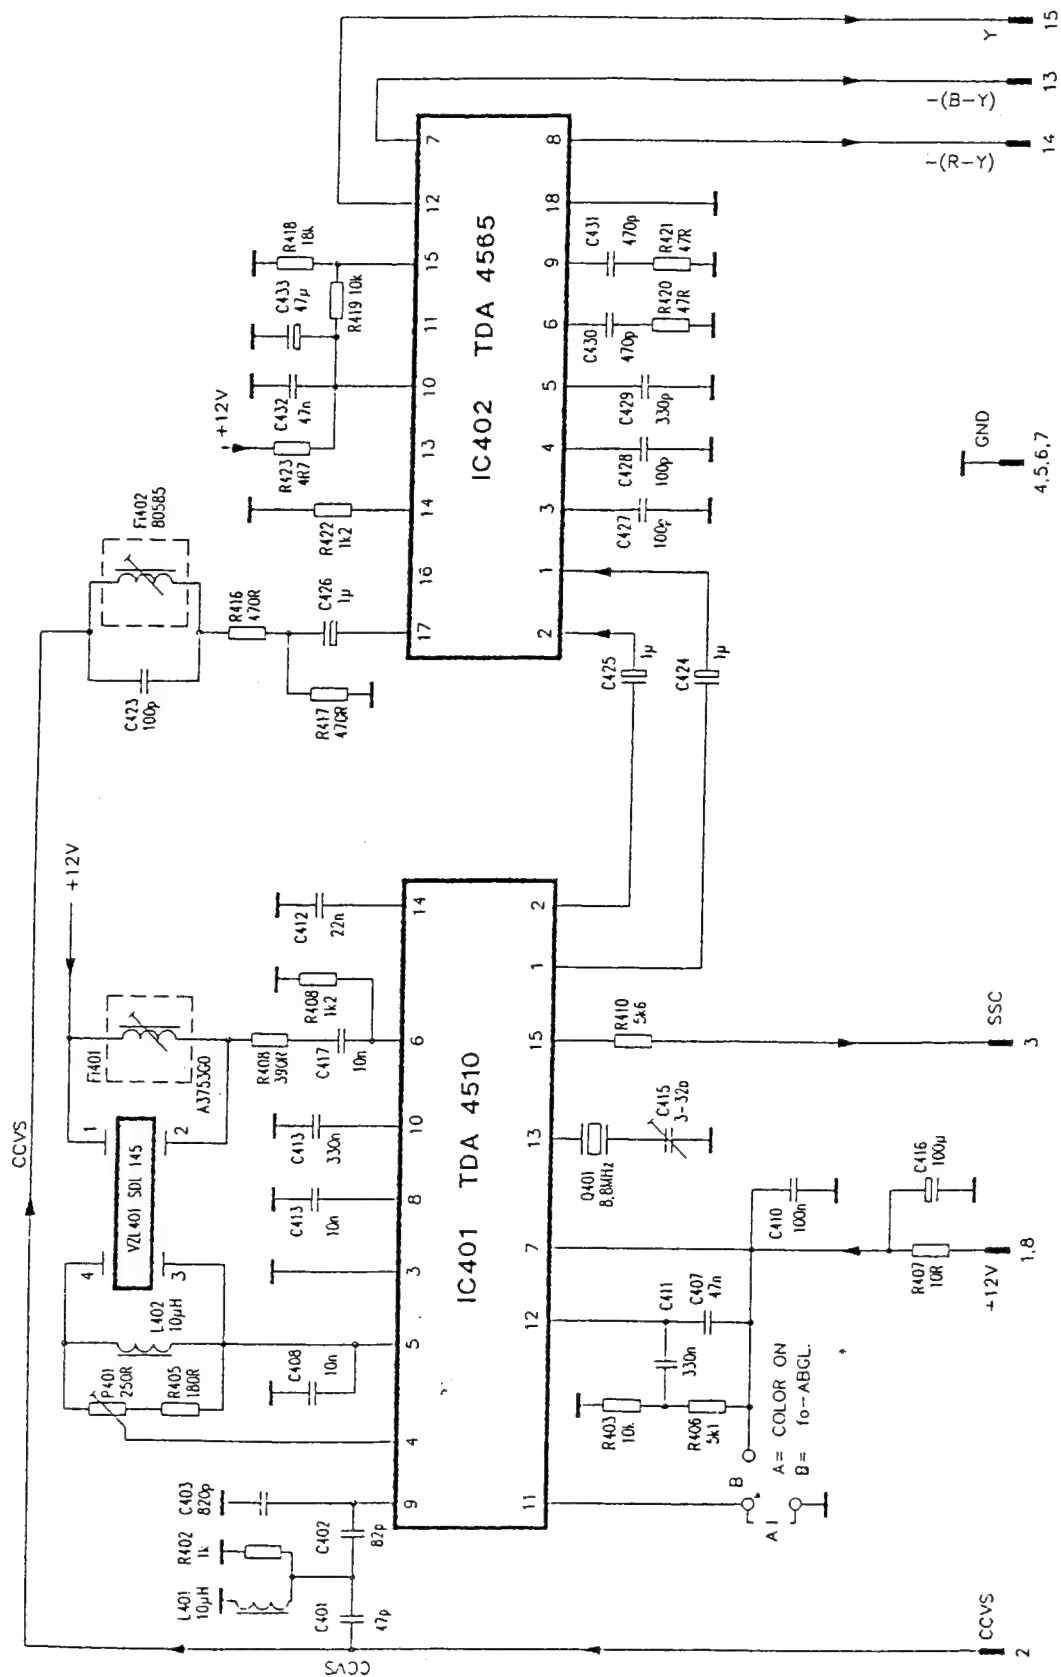 CCVS
CCVS
CCVS
2
L401
10µH
R402
1k
C403
820p
C401
47p
C402
82p
P401
250R
R405
180R
L402
10µH
4
3
VZL401 SDL 145
1
2
Fi401
A3753GO
+12V
C408
10n
C413
10n
C413
330n
R408
390R
C417
10n
R408
1k2
C412
22n
9
4
5
3
8
10
6
14
IC401 TDA 4510
11
12
7
13
15
1
2
R403
10k
R406
5k1
C411
330n
C407
47n
B
A
A = COLOR ON
B = fo-ABGL.
C410
100n
C416
100µ
R407
10R
+12V
1,8
Q401
8,8MHz
C415
3-32p
R410
5k6
SSC
3
C425
1µ
C424
1µ
C423
100p
Fi402
80585
R416
470R
R417
470R
C426
1µ
R422
1k2
+12V
R423
4R7
C432
47n
C433
47µ
R418
18k
R419 10k
17
16
14
13
10
11
15
12
7
IC402 TDA 4565
2
1
3
4
5
6
9
18
8
C427
100p
C428
100p
C429
330p
C430
470p
R420
47R
C431
470p
R421
47R
GND
4,5,6,7
-(R-Y)
14
-(B-Y)
13
Y
15